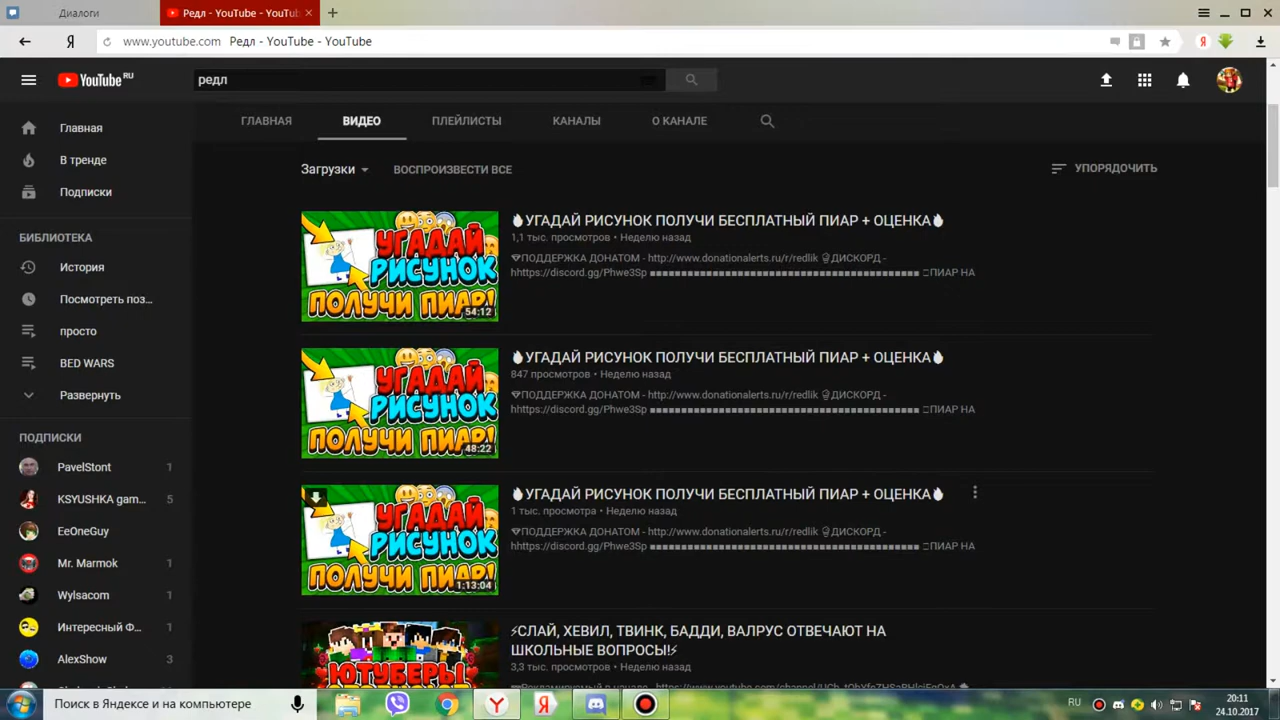 Диалоги
Редл - YouTube - YouTu
www.youtube.com Редл - YouTube - YouTube
YouTube RU
редл
ГЛАВНАЯ ВИДЕО ПЛЕЙЛИСТЫ КАНАЛЫ О КАНАЛЕ
Главная
В тренде
Подписки
БИБЛИОТЕКА
История
Посмотреть поз...
просто
BED WARS
Развернуть
ПОДПИСКИ
PavelStont 1
KSYUSHKA gam... 5
EeOneGuy
Mr. Marmok 1
Wylsacom 1
Интересный Ф... 1
AlexShow 3
Загрузки ВОСПРОИЗВЕСТИ ВСЕ УПОРЯДОЧИТЬ
УГАДАЙ
РИСУНОК
ПОЛУЧИ ПИАР!
54:12
УГАДАЙ РИСУНОК ПОЛУЧИ БЕСПЛАТНЫЙ ПИАР + ОЦЕНКА
1,1 тыс. просмотров • Неделю назад
ПОДДЕРЖКА ДОНАТОМ - http://www.donationalerts.ru/r/redlik ДИСКОРД -
hhttps://discord.gg/Phwe3Sp ПИАР НА
УГАДАЙ
РИСУНОК
ПОЛУЧИ ПИАР!
48:22
УГАДАЙ РИСУНОК ПОЛУЧИ БЕСПЛАТНЫЙ ПИАР + ОЦЕНКА
847 просмотров • Неделю назад
ПОДДЕРЖКА ДОНАТОМ - http://www.donationalerts.ru/r/redlik ДИСКОРД -
hhttps://discord.gg/Phwe3Sp ПИАР НА
УГАДАЙ
РИСУНОК
ПОЛУЧИ ПИАР!
1:13:04
УГАДАЙ РИСУНОК ПОЛУЧИ БЕСПЛАТНЫЙ ПИАР + ОЦЕНКА
1 тыс. просмотра • Неделю назад
ПОДДЕРЖКА ДОНАТОМ - http://www.donationalerts.ru/r/redlik ДИСКОРД -
hhttps://discord.gg/Phwe3Sp ПИАР НА
ЮТУБЕРЫ
СЛАЙ, ХЕВИЛ, ТВИНК, БАДДИ, ВАЛРУС ОТВЕЧАЮТ НА
ШКОЛЬНЫЕ ВОПРОСЫ!
3,3 тыс. просмотров • Неделю назад
Поиск в Яндексе и на компьютере
RU
20:11
24.10.2017